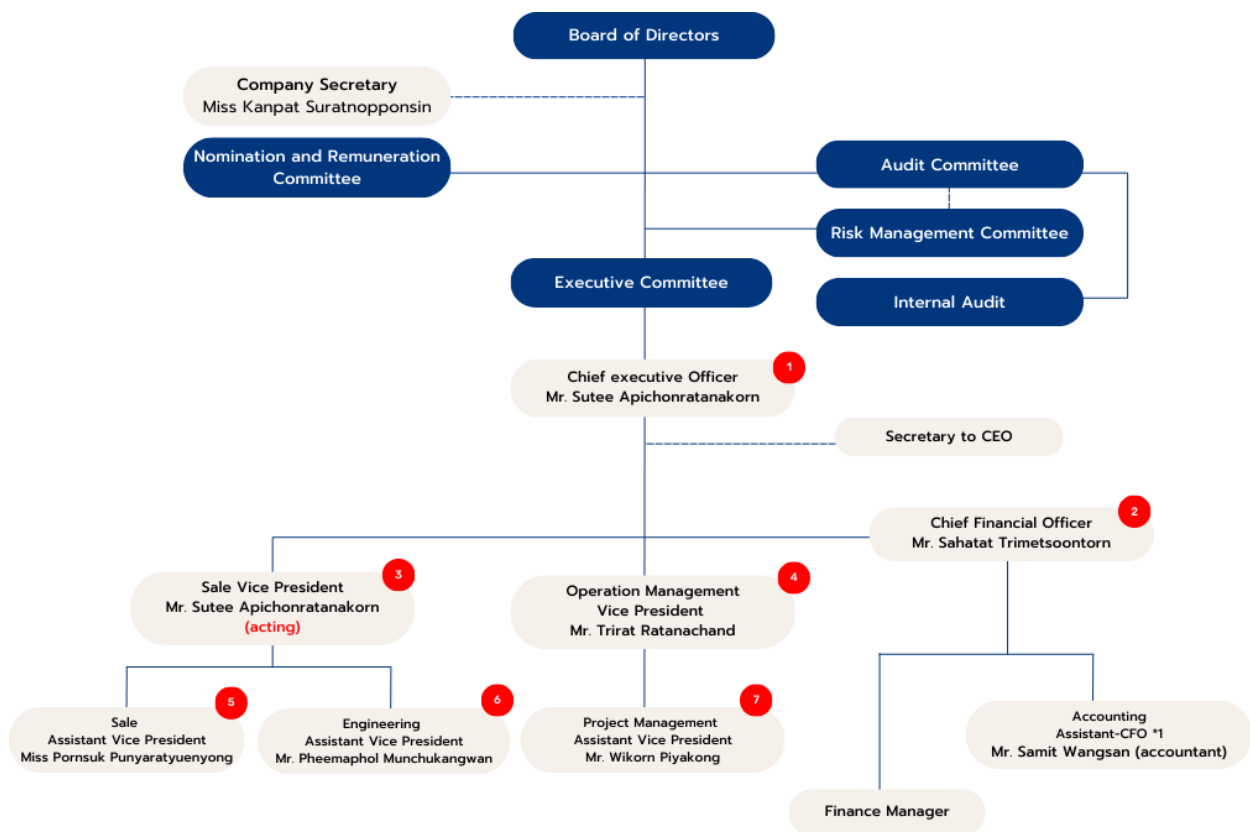 Board of Directors
Company Secretary
Miss Kanpat Suratnopponsin
Nomination and Remuneration
Committee
Audit Committee
Risk Management Committee
Executive Committee
Internal Audit
1
Chief executive Officer
Mr. Sutee Apichonratanakorn
Secretary to CEO
2
Chief Financial Officer
Mr. Sahatat Trimetsoontorn
3
Sale Vice President
Mr. Sutee Apichonratanakorn
(acting)
4
Operation Management
Vice President
Mr. Trirat Ratanachand
5
Sale
Assistant Vice President
Miss Pornsuk Punyaratyuenyong
6
Engineering
Assistant Vice President
Mr. Pheemaphol Munchukangwan
7
Project Management
Assistant Vice President
Mr. Wikorn Piyakong
Accounting
Assistant-CFO *1
Mr. Samit Wangsan (accountant)
Finance Manager